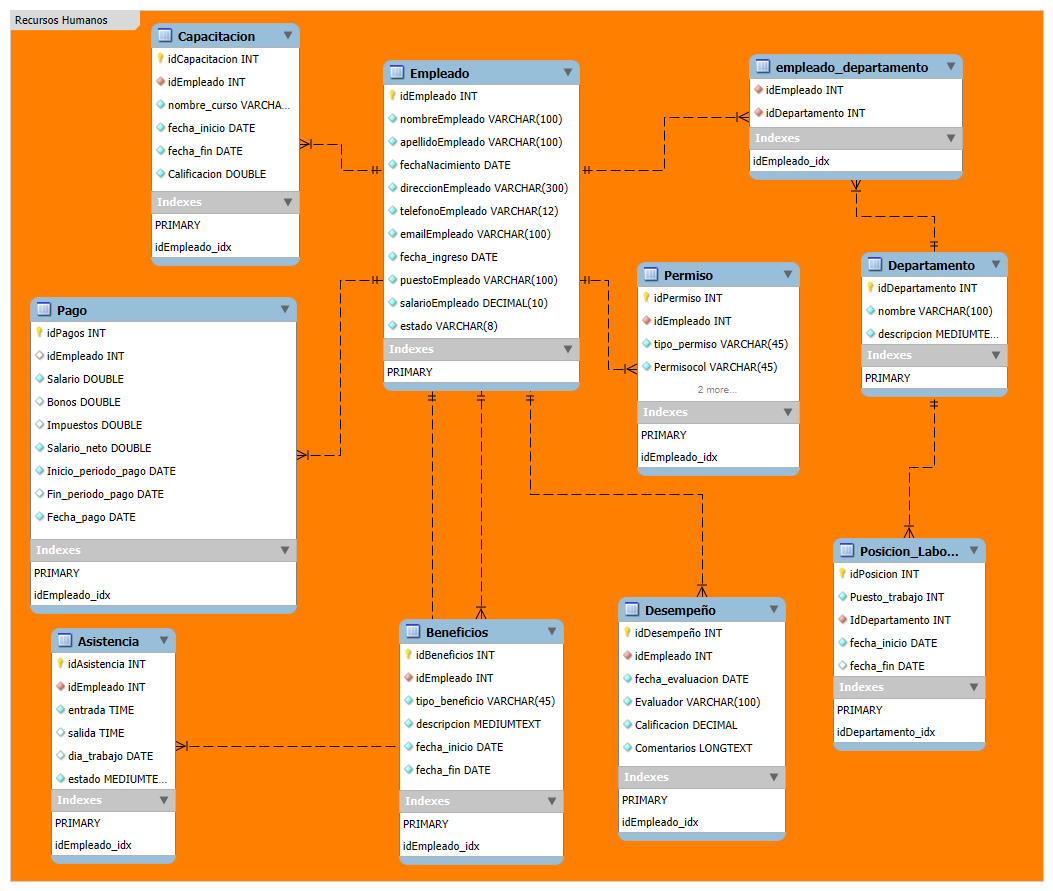 Recursos Humanos
Capacitacion
idCapacitacion INT
idEmpleado INT
nombre_curso VARCHA...
fecha_inicio DATE
fecha_fin DATE
Calificacion DOUBLE
Indexes
PRIMARY
idEmpleado_idx
Empleado
idEmpleado INT
nombreEmpleado VARCHAR(100)
apellidoEmpleado VARCHAR(100)
fechaNacimiento DATE
direccionEmpleado VARCHAR(300)
telefonoEmpleado VARCHAR(12)
emailEmpleado VARCHAR(100)
fecha_ingreso DATE
puestoEmpleado VARCHAR(100)
salarioEmpleado DECIMAL(10)
estado VARCHAR(8)
Indexes
PRIMARY
empleado_departamento
idEmpleado INT
idDepartamento INT
Indexes
idEmpleado_idx
Departamento
idDepartamento INT
nombre VARCHAR(100)
descripcion MEDIUMTE...
Indexes
PRIMARY
Permiso
idPermiso INT
idEmpleado INT
tipo_permiso VARCHAR(45)
Permisocol VARCHAR(45)
2 more...
Indexes
PRIMARY
idEmpleado_idx
Pago
idPagos INT
idEmpleado INT
Salario DOUBLE
Bonos DOUBLE
Impuestos DOUBLE
Salario_neto DOUBLE
Inicio_periodo_pago DATE
Fin_periodo_pago DATE
Fecha_pago DATE
Indexes
PRIMARY
idEmpleado_idx
Asistencia
idAsistencia INT
idEmpleado INT
entrada TIME
salida TIME
dia_trabajo DATE
estado MEDIUMTE...
Indexes
PRIMARY
idEmpleado_idx
Beneficios
idBeneficios INT
idEmpleado INT
tipo_beneficio VARCHAR(45)
descripcion MEDIUMTEXT
fecha_inicio DATE
fecha_fin DATE
Indexes
PRIMARY
idEmpleado_idx
Desempeño
idDesempeño INT
idEmpleado INT
fecha_evaluacion DATE
Evaluador VARCHAR(100)
Calificacion DECIMAL
Comentarios LONGTEXT
Indexes
PRIMARY
idEmpleado_idx
Posicion_Labo...
idPosicion INT
Puesto_trabajo INT
IdDepartamento INT
fecha_inicio DATE
fecha_fin DATE
Indexes
PRIMARY
idDepartamento_idx